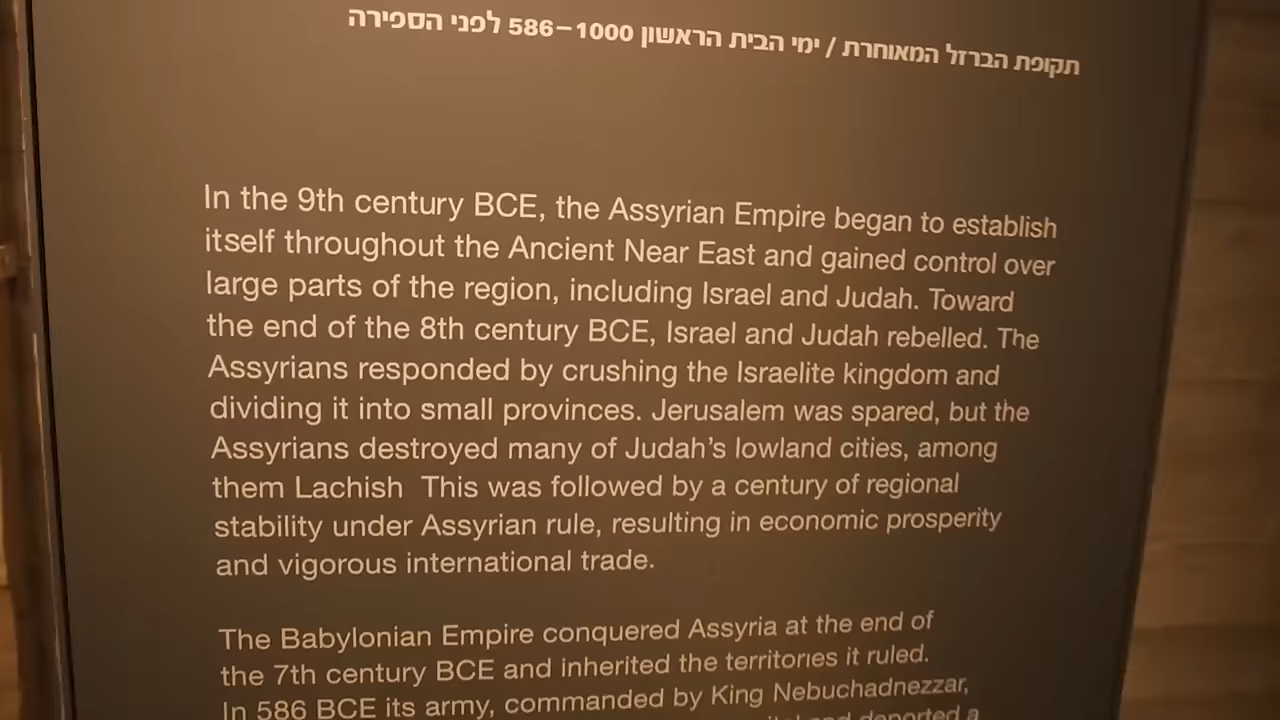 תקופת הברזל המאוחרת / ימי הבית הראשון 1000–586 לפני הספירה
In the 9th century BCE, the Assyrian Empire began to establish
itself throughout the Ancient Near East and gained control over
large parts of the region, including Israel and Judah. Toward
the end of the 8th century BCE, Israel and Judah rebelled. The
Assyrians responded by crushing the Israelite kingdom and
dividing it into small provinces. Jerusalem was spared, but the
Assyrians destroyed many of Judah’s lowland cities, among
them Lachish This was followed by a century of regional
stability under Assyrian rule, resulting in economic prosperity
and vigorous international trade.
The Babylonian Empire conquered Assyria at the end of
the 7th century BCE and inherited the territories it ruled.
In 586 BCE its army, commanded by King Nebuchadnezzar,
and deported a